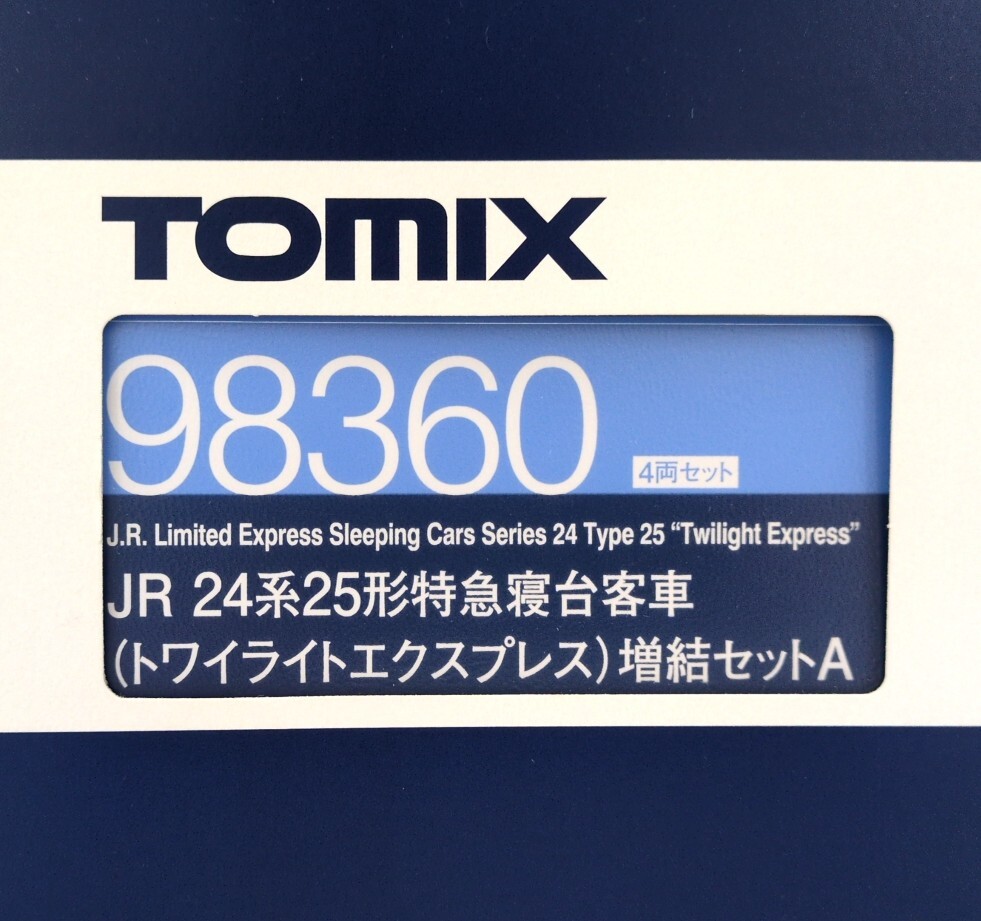 TOMIX
98360
4両セット
J.R. Limited Express Sleeping Cars Series 24 Type 25 “Twilight Express”
JR 24系25形特急寝台客車
(トワイライトエクスプレス)増結セットA